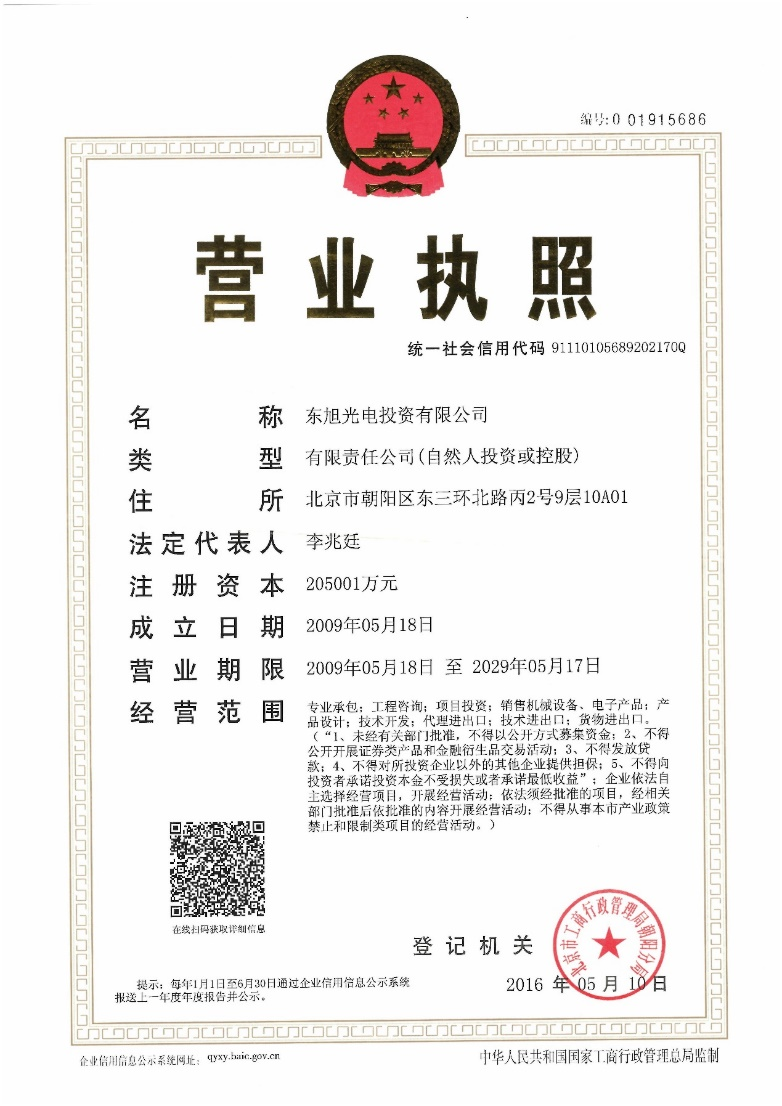 编号:0 01915686
营业执照
统一社会信用代码 91110105689202170Q
名称 东旭光电投资有限公司
类型 有限责任公司(自然人投资或控股)
住所 北京市朝阳区东三环北路丙2号9层10A01
法定代表人 李兆廷
注册资本 205001万元
成立日期 2009年05月18日
营业期限 2009年05月18日 至 2029年05月17日
经营范围 专业承包；工程咨询；项目投资；销售机械设备、电子产品；产
品设计；技术开发；代理进出口；技术进出口；货物进出口。
（“1、未经有关部门批准，不得以公开方式募集资金；2、不得
公开开展证券类产品和金融衍生品交易活动；3、不得发放贷
款；4、不得对所投资企业以外的其他企业提供担保；5、不得向
投资者承诺投资本金不受损失或者承诺最低收益”；企业依法自
主选择经营项目，开展经营活动；依法须经批准的项目，经相关
部门批准后依批准的内容开展经营活动；不得从事本市产业政策
禁止和限制类项目的经营活动。）
在线扫码获取详细信息
登记机关
北京市工商行政管理局朝阳分局
2016 年 05 月 10 日
提示：每年1月1日至6月30日通过企业信用信息公示系统
报送上一年度年度报告并公示。
企业信用信息公示系统网址： qyxy.baic.gov.cn
中华人民共和国国家工商行政管理总局监制